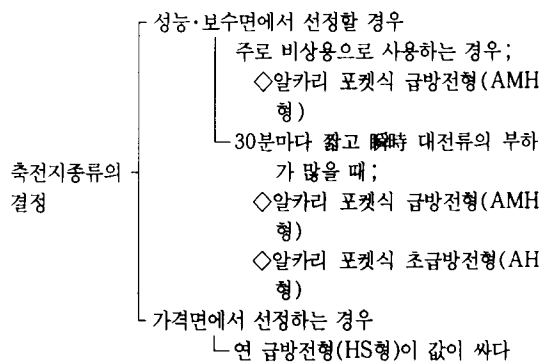 성능·보수면에서 선정할 경우
주로 비상용으로 사용하는 경우;
◇알카리 포켓식 급방전형(AMH
형)
30분마다 짧고 瞬時 대전류의 부하
가 많을 때;
◇알카리 포켓식 급방전형(AMH
형)
◇알카리 포켓식 초급방전형(AH
형)
축전지종류의
결정
가격면에서 선정하는 경우
연 급방전형(HS형)이 값이 싸다